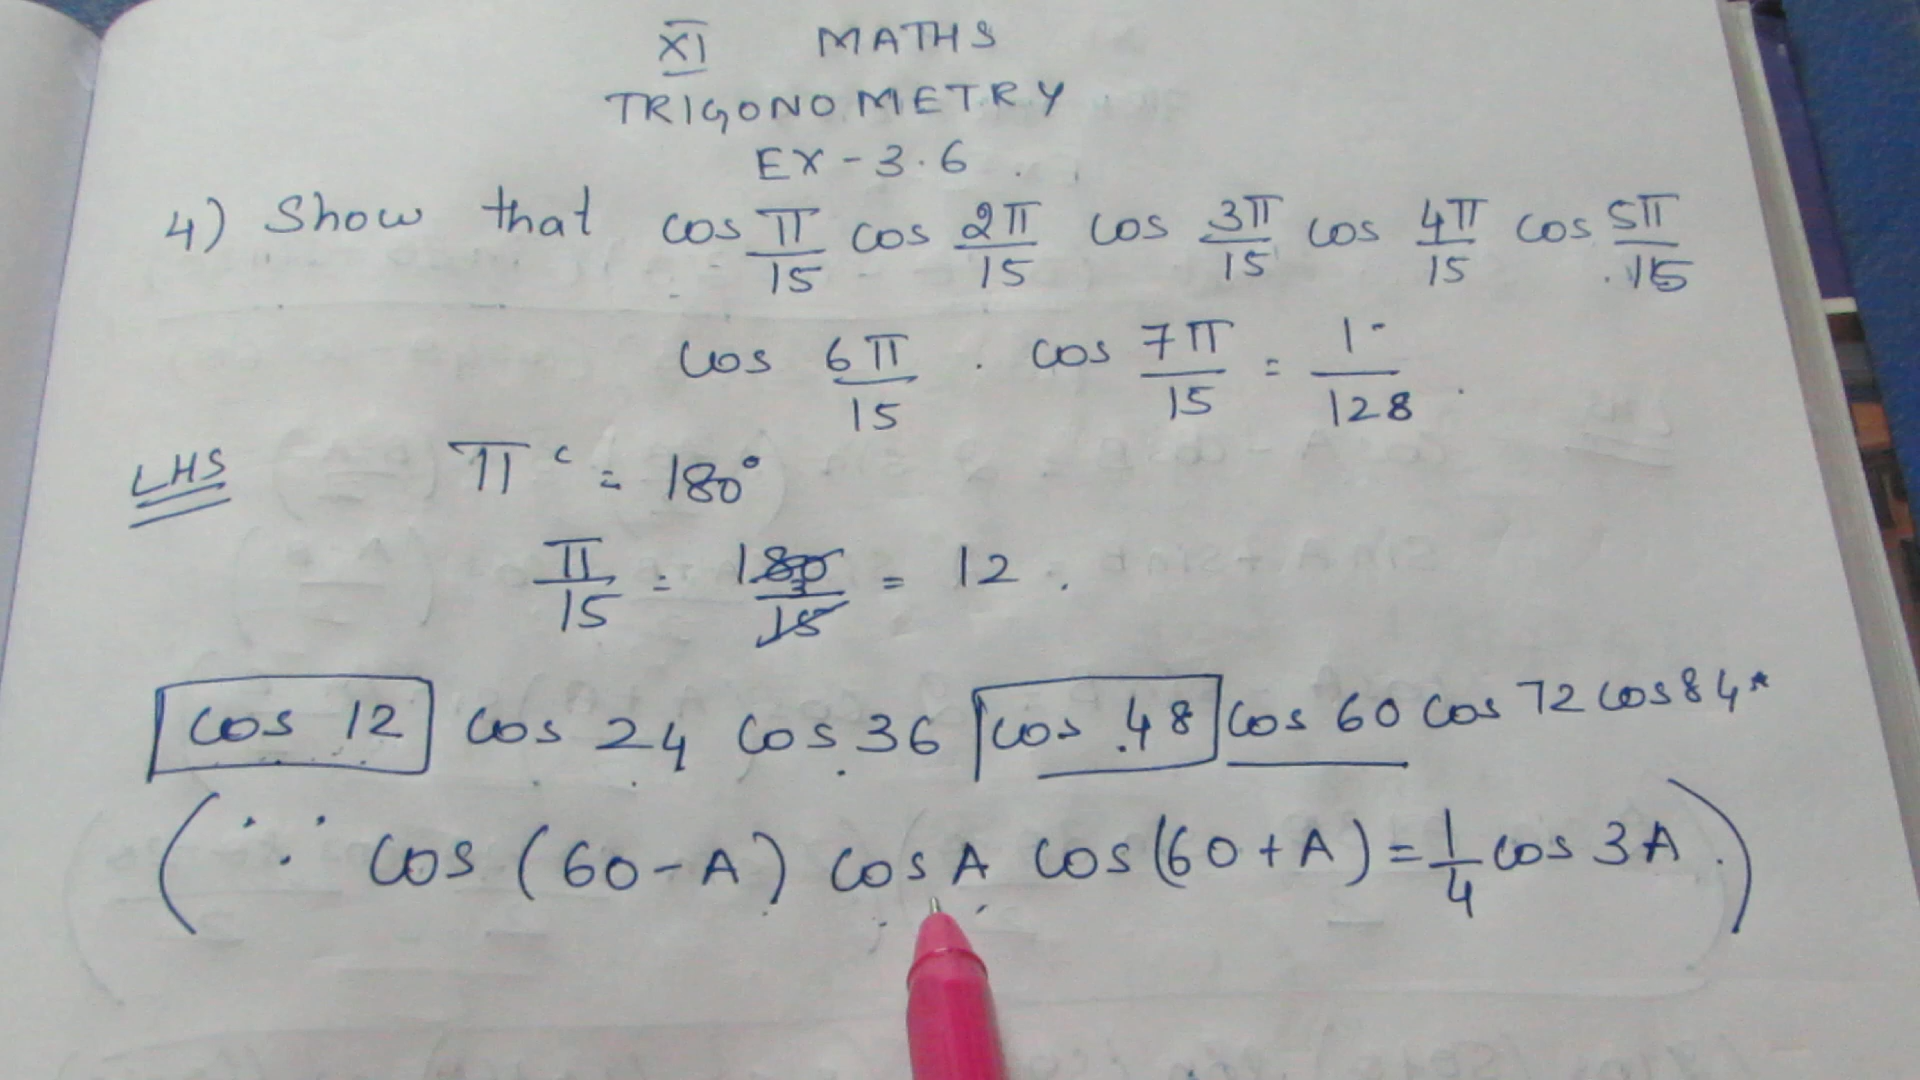 XI MATHS
TRIGONOMETRY
EX - 3.6
4) Show that cos π/15 cos 2π/15 cos 3π/15 cos 4π/15 cos 5π/15
cos 6π/15 . cos 7π/15 = 1/128
LHS π^c = 180°
π/15 = 180/15 = 12 .
cos 12 cos 24 cos 36 cos 48 cos 60 cos 72 cos 84
(∵ cos (60-A) cos A cos (60+A) = 1/4 cos 3A.)